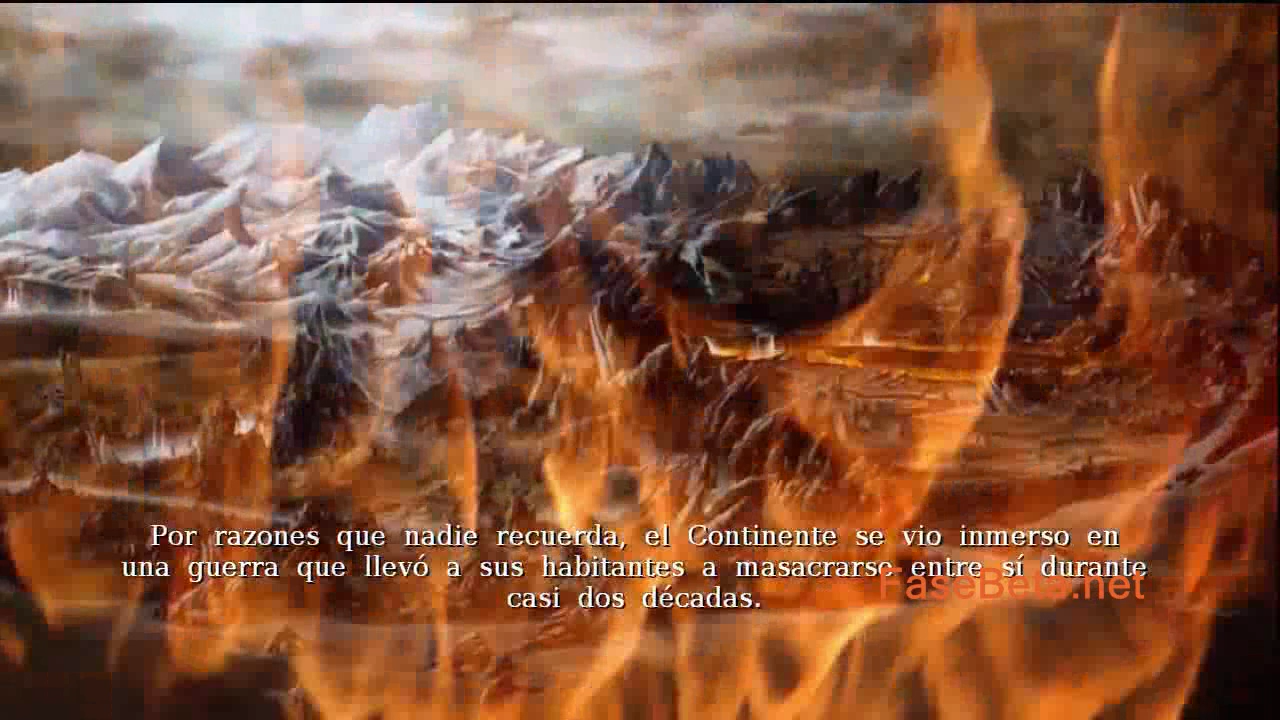 Por razones que nadie recuerda, el Continente se vio inmerso en
una guerra que llevó a sus habitantes a masacrarse entre sí durante
casi dos décadas.
FaseBeta.net